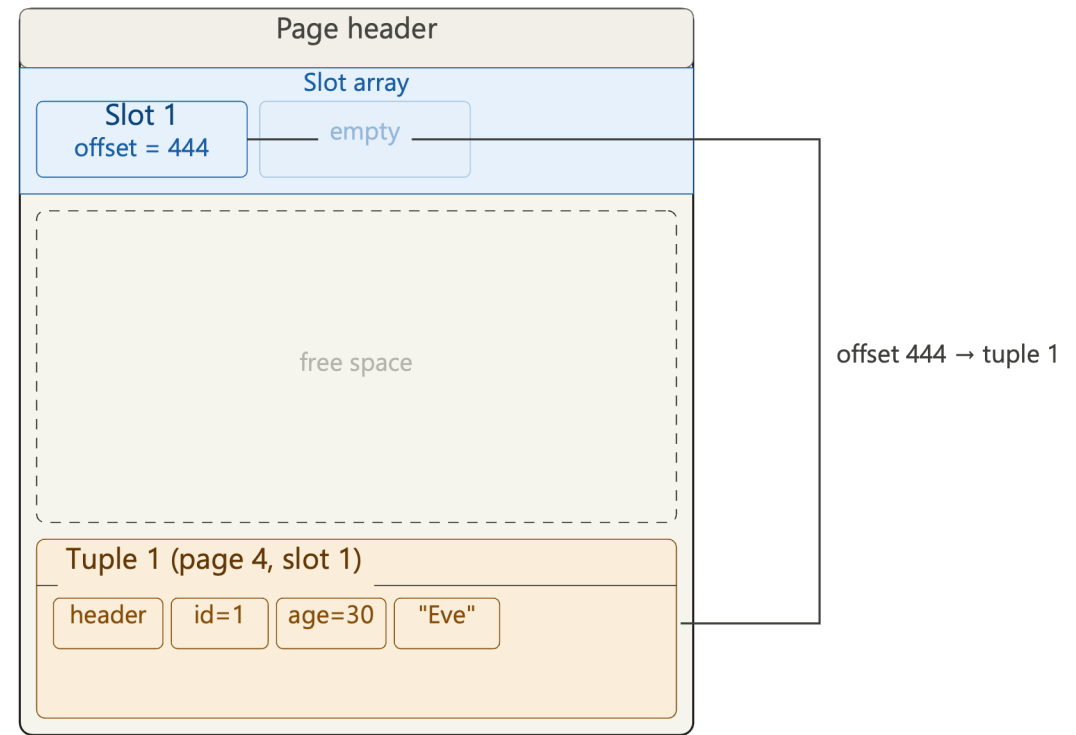 Page header
Slot array
Slot 1
offset = 444
empty
free space
offset 444 → tuple 1
Tuple 1 (page 4, slot 1)
header
id=1
age=30
"Eve"